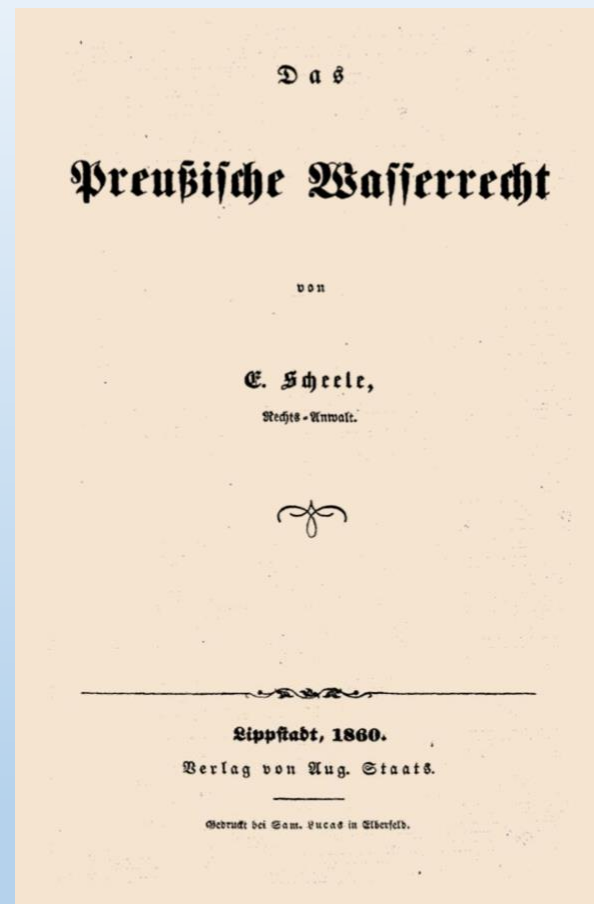 Das
Preußische Wasserrecht
von
E. Scheele,
Rechts-Anwalt.
Lippstadt, 1860.
Verlag von Aug. Staats.
Gedruckt bei Sam. Lucas in Elberfeld.